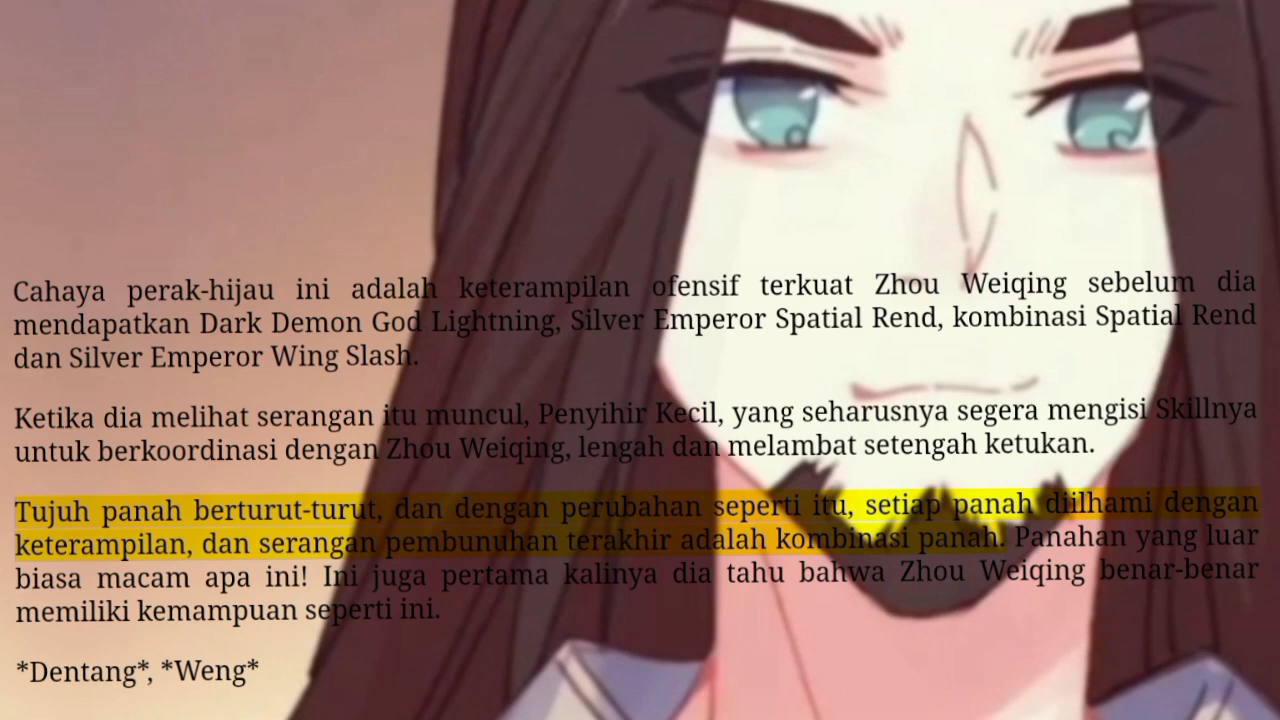 Cahaya perak-hijau ini adalah keterampilan ofensif terkuat Zhou Weiqing sebelum dia
mendapatkan Dark Demon God Lightning, Silver Emperor Spatial Rend, kombinasi Spatial Rend
dan Silver Emperor Wing Slash.
Ketika dia melihat serangan itu muncul, Penyihir Kecil, yang seharusnya segera mengisi Skillnya
untuk berkoordinasi dengan Zhou Weiqing, lengah dan melambat setengah ketukan.
Tujuh panah berturut-turut, dan dengan perubahan seperti itu, setiap panah diilhami dengan
keterampilan, dan serangan pembunuhan terakhir adalah kombinasi panah. Panahan yang luar
biasa macam apa ini! Ini juga pertama kalinya dia tahu bahwa Zhou Weiqing benar-benar
memiliki kemampuan seperti ini.
*Dentang*, *Weng*